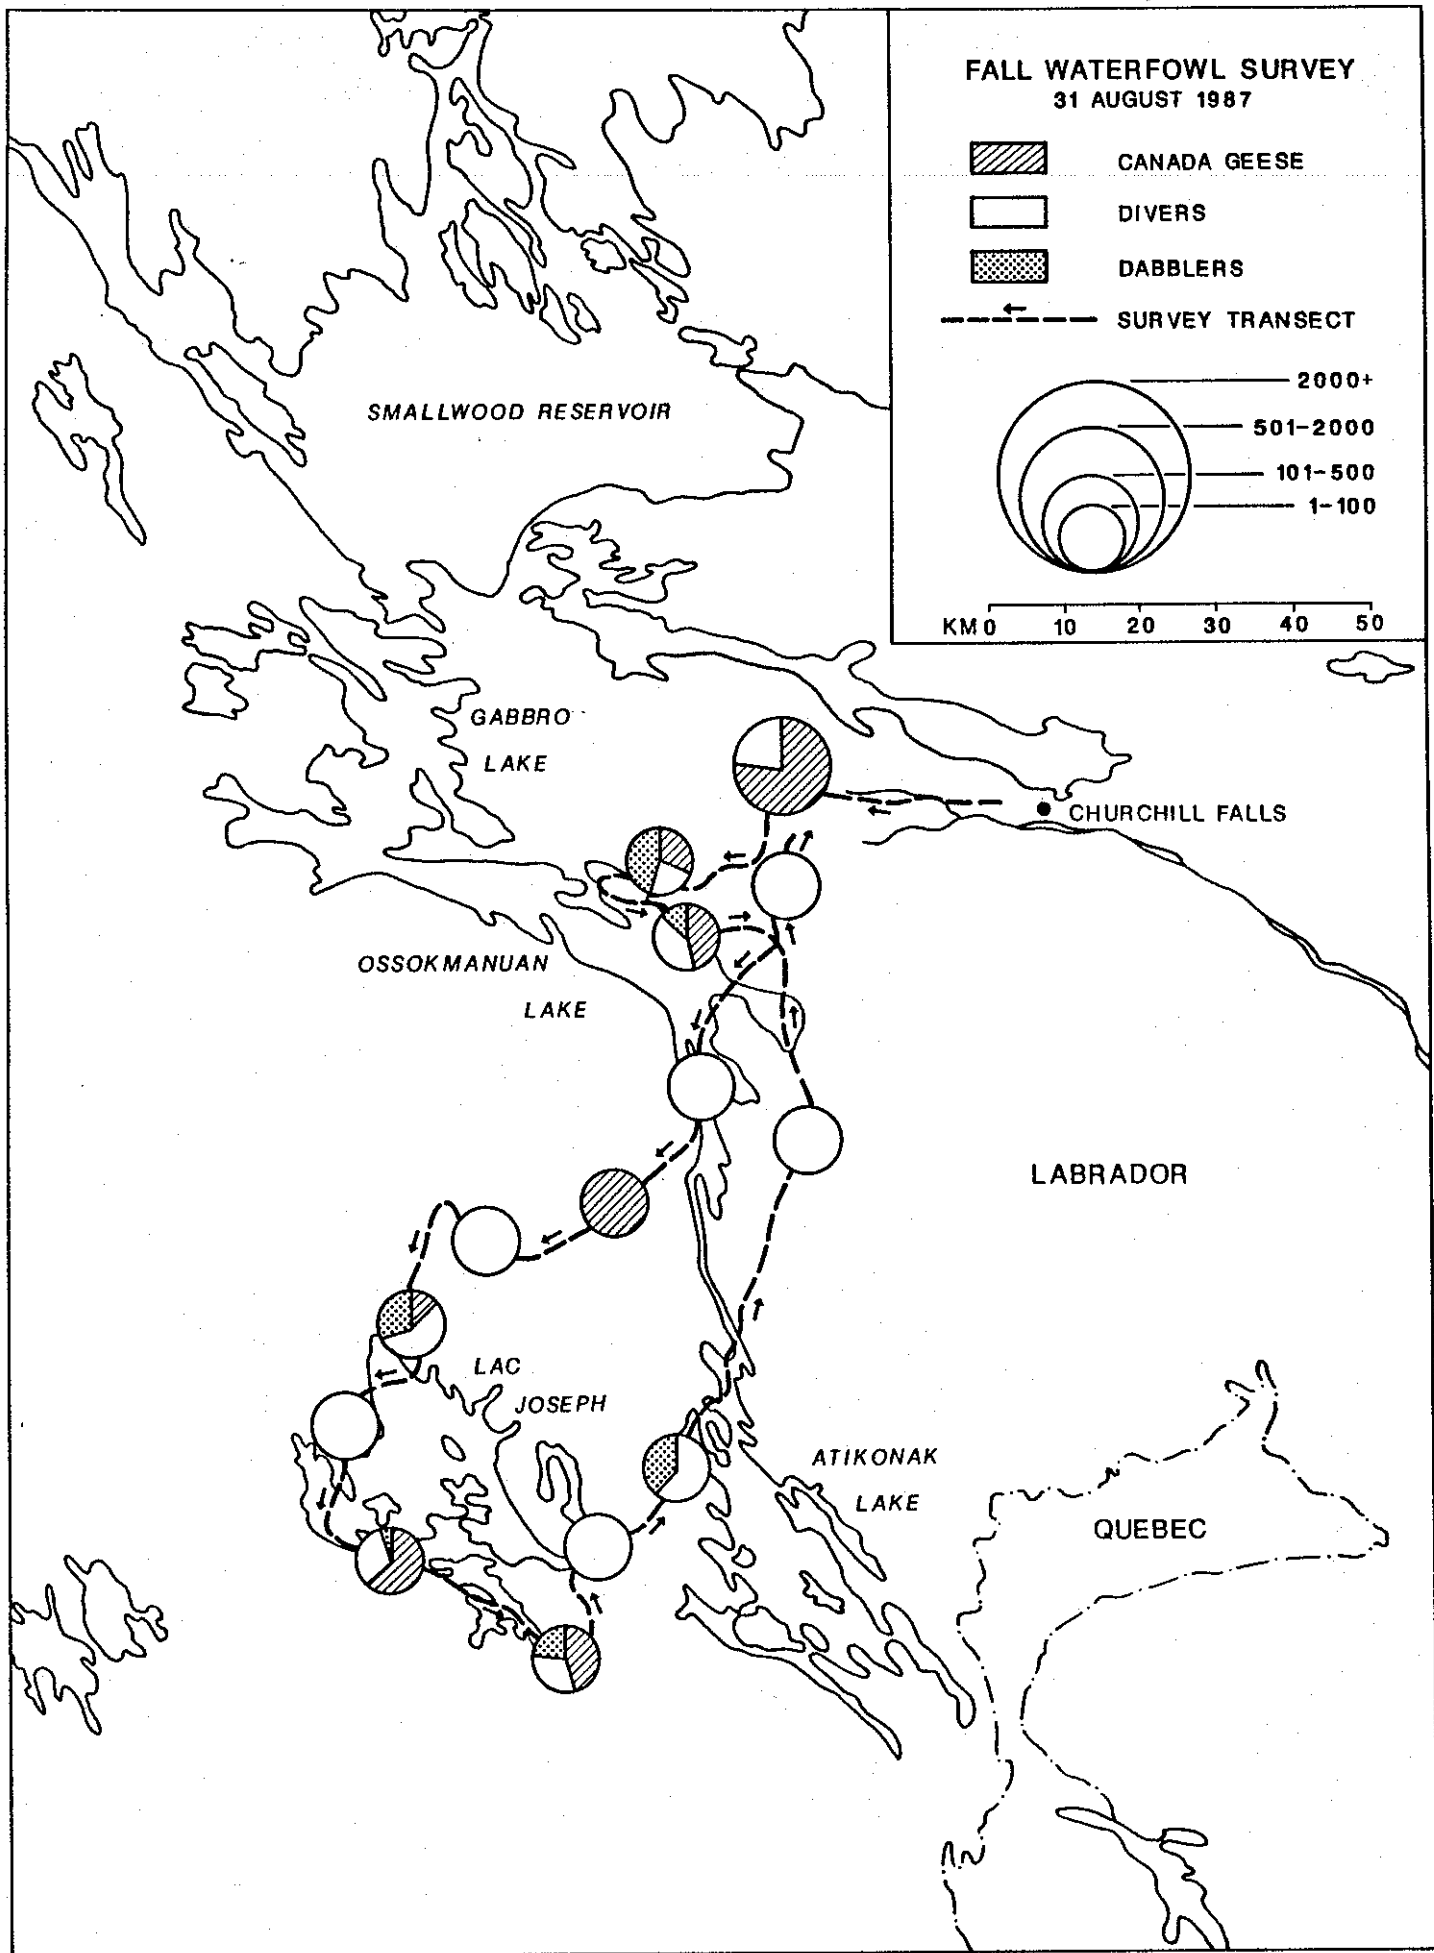 FALL WATERFOWL SURVEY
31 AUGUST 1987
CANADA GEESE
DIVERS
DABBLERS
SURVEY TRANSECT
2000+
501-2000
101-500
1-100
KM 0 10 20 30 40 50
SMALLWOOD RESERVOIR
GABBRO
LAKE
CHURCHILL FALLS
OSSOKMANUAN
LAKE
LABRADOR
LAC
JOSEPH
ATIKONAK
LAKE
QUEBEC